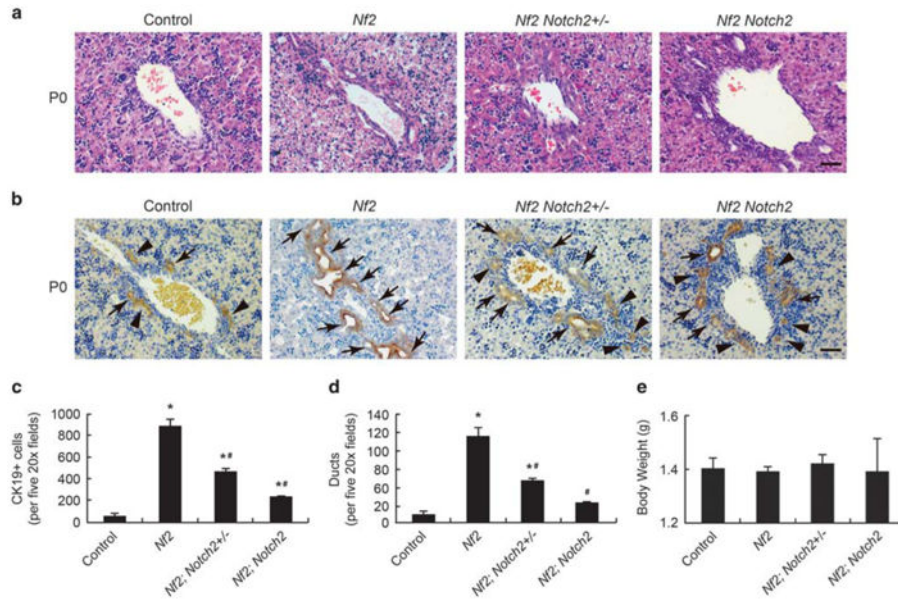 a
Control
Nf2
Nf2 Notch2+/-
Nf2 Notch2
P0
b
Control
Nf2
Nf2 Notch2+/-
Nf2 Notch2
P0
c
CK19+ cells
(per five 20x fields)
1000
800
600
400
200
0
*
*#
*#
Control
Nf2
Nf2; Notch2+/-
Nf2; Notch2
d
Ducts
(per five 20x fields)
140
120
100
80
60
20
0
*
*#
#
Control
Nf2
Nf2; Notch2+/-
Nf2; Notch2
e
Body Weight (g)
1.6
1.4
1.2
Control
Nf2
Nf2; Notch2+/-
Nf2; Notch2